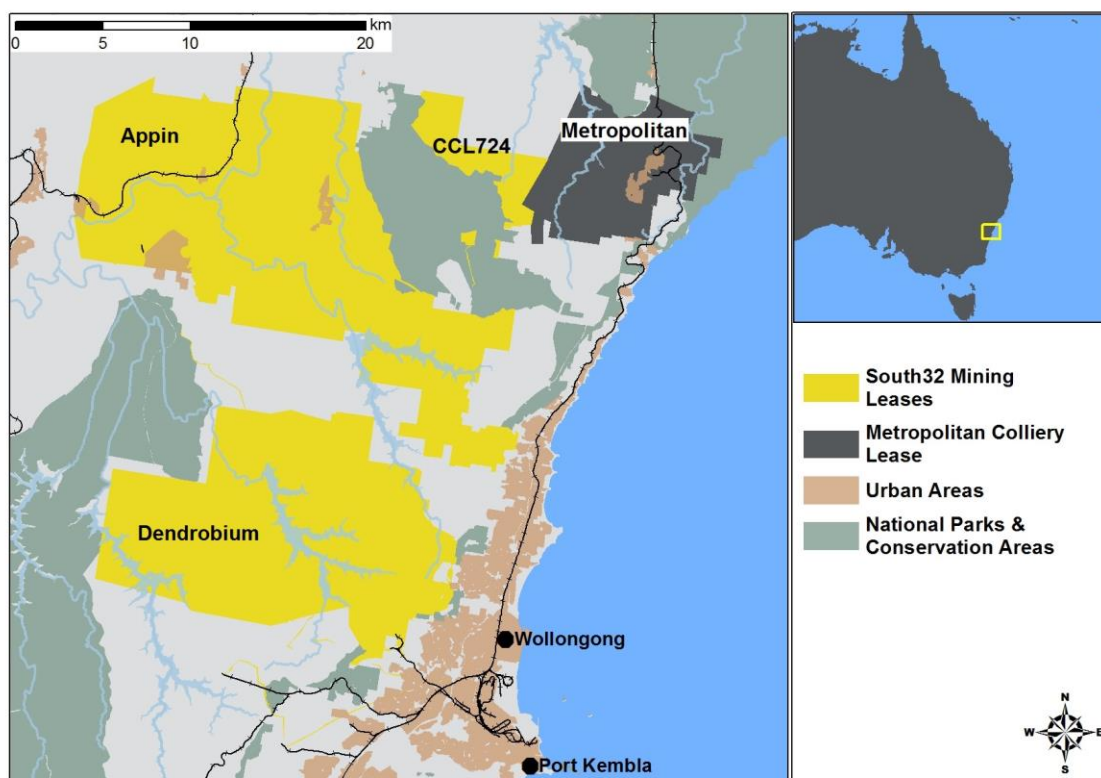 km
0 5 10 20
Appin
CCL724
Metropolitan
Dendrobium
Wollongong
Port Kembla
South32 Mining
Leases
Metropolitan Colliery
Lease
Urban Areas
National Parks &
Conservation Areas
N
W E
S